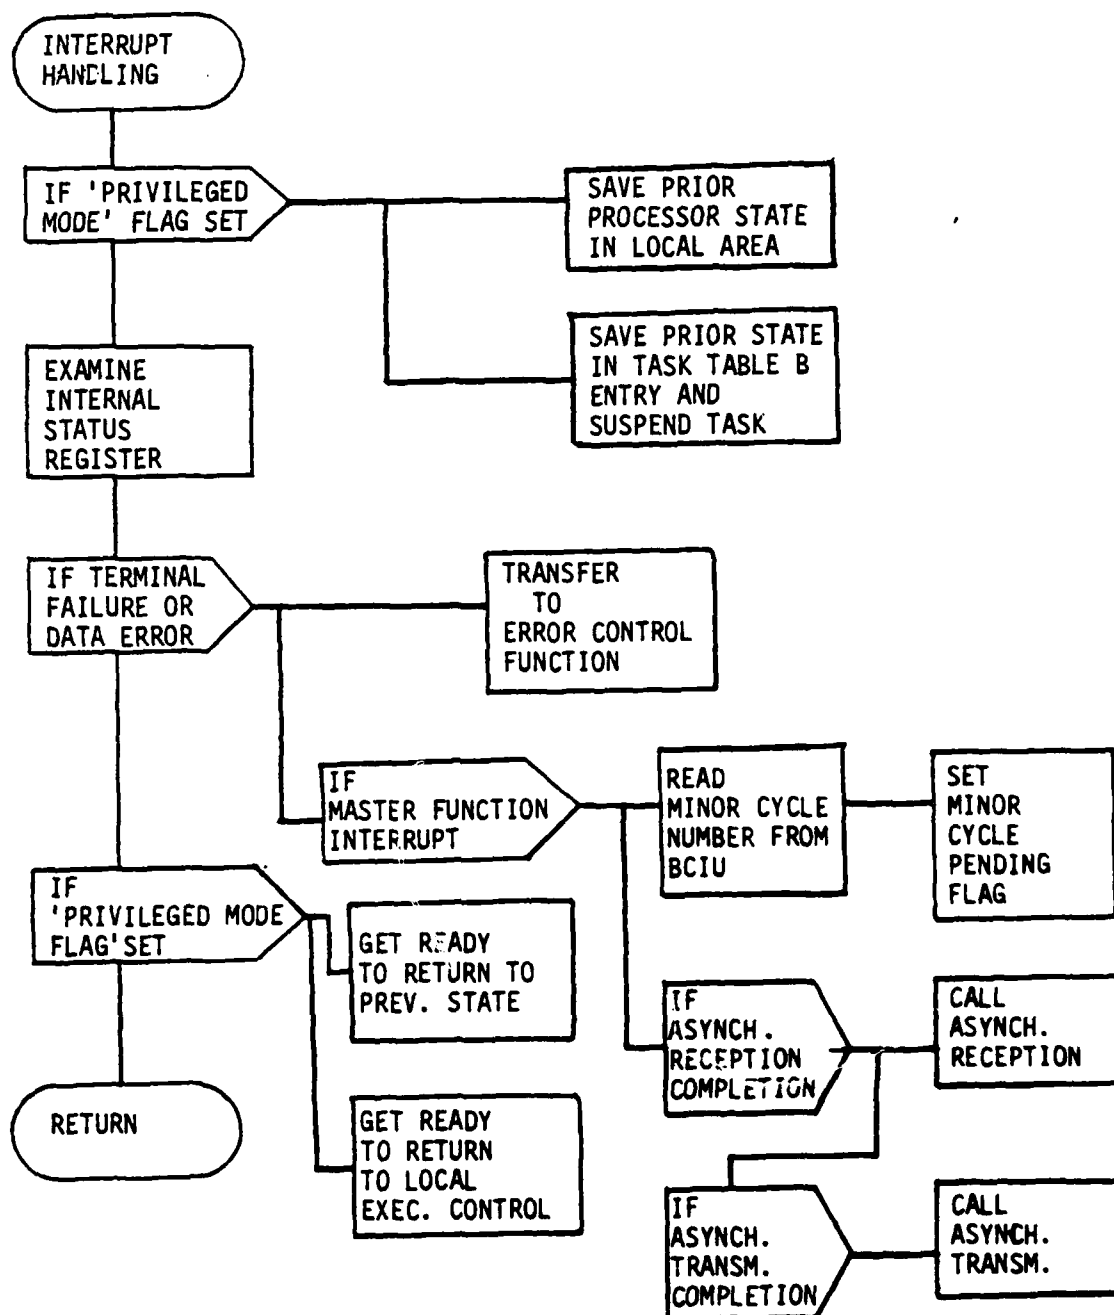 INTERRUPT
HANDLING
IF 'PRIVILEGED
MODE' FLAG SET
SAVE PRIOR
PROCESSOR STATE
IN LOCAL AREA
SAVE PRIOR STATE
IN TASK TABLE B
ENTRY AND
SUSPEND TASK
EXAMINE
INTERNAL
STATUS
REGISTER
IF TERMINAL
FAILURE OR
DATA ERROR
TRANSFER
TO
ERROR CONTROL
FUNCTION
IF
MASTER FUNCTION
INTERRUPT
READ
MINOR CYCLE
NUMBER FROM
BCIU
SET
MINOR
CYCLE
PENDING
FLAG
IF
ASYNCH.
RECEPTION
COMPLETION
CALL
ASYNCH.
RECEPTION
IF
ASYNCH.
TRANSM.
COMPLETION
CALL
ASYNCH.
TRANSM.
IF
'PRIVILEGED MODE
FLAG'SET
GET READY
TO RETURN TO
PREV. STATE
GET READY
TO RETURN
TO LOCAL
EXEC. CONTROL
RETURN